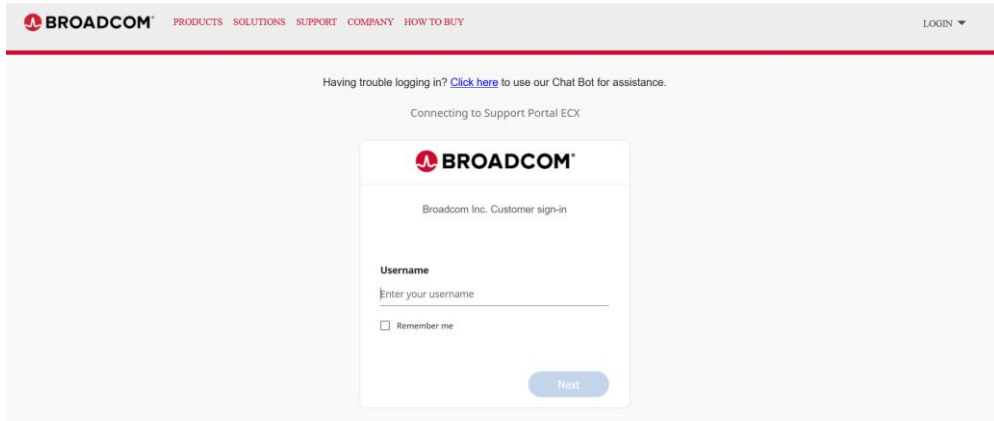 BROADCOM PRODUCTS SOLUTIONS SUPPORT COMPANY HOW TO BUY LOGIN
Having trouble logging in? Click here to use our Chat Bot for assistance.
Connecting to Support Portal ECX
BROADCOM
Broadcom Inc. Customer sign-in
Username
Enter your username
Remember me
Next